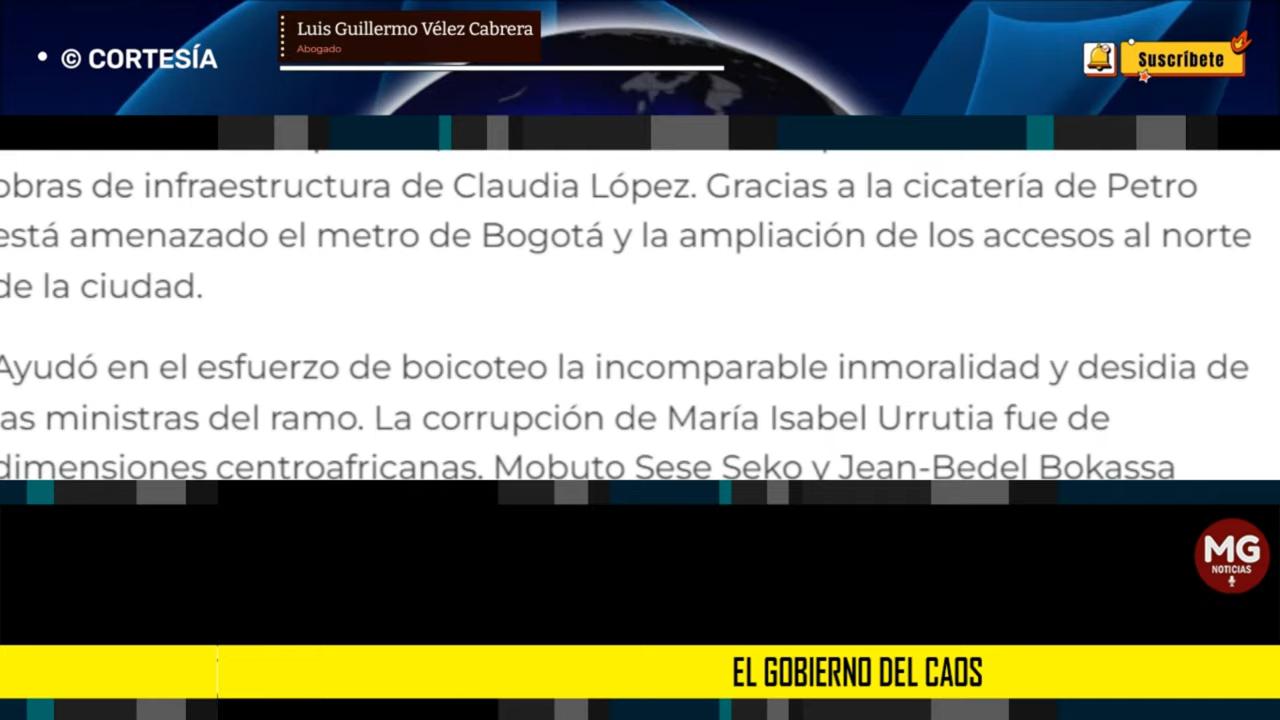 Luis Guillermo Vélez Cabrera
Abogado
• © CORTESÍA
Suscríbete
obras de infraestructura de Claudia López. Gracias a la cicatería de Petro
está amenazado el metro de Bogotá y la ampliación de los accesos al norte
de la ciudad.
Ayudó en el esfuerzo de boicoteo la incomparable inmoralidad y desidia de
las ministras del ramo. La corrupción de María Isabel Urrutia fue de
dimensiones centroafricanas. Mobuto Sese Seko y Jean-Bedel Bokassa
MG
NOTICIAS
EL GOBIERNO DEL CAOS